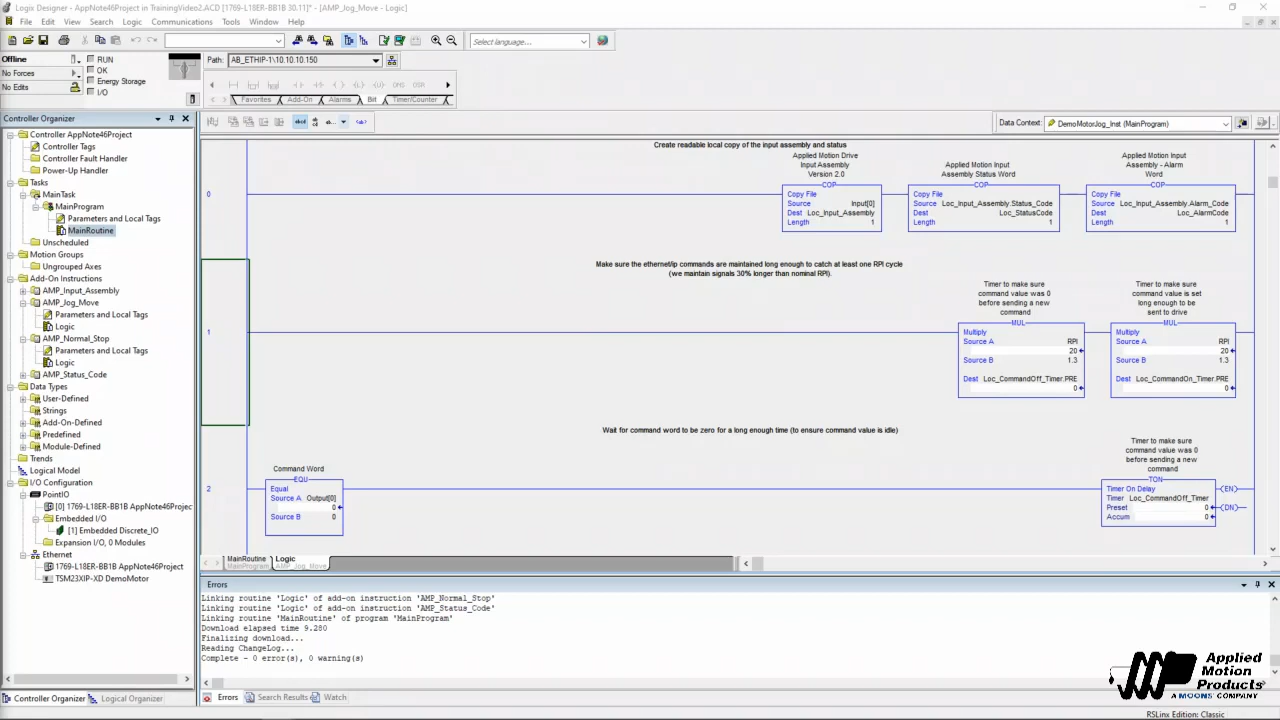 Logix Designer - AppNote46Project in TrainingVideo2.ACD [1769-L18ER-BB1B 30.11]* - [AMP_Jog_Move - Logic]
File Edit View Search Logic Communications Tools Window Help
Select language...
Offline
No Forces
No Edits
RUN
OK
Energy Storage
I/O
Path: AB_ETHIP-1\10.10.10.150
Favorites Add-On Alarms Bit Timer/Counter
Controller Organizer
Data Context: DemoMotorJog_Inst (MainProgram)
Controller AppNote46Project
Controller Tags
Controller Fault Handler
Power-Up Handler
Tasks
MainTask
MainProgram
Parameters and Local Tags
MainRoutine
Unscheduled
Motion Groups
Ungrouped Axes
Add-On Instructions
AMP_Input_Assembly
AMP_Jog_Move
Parameters and Local Tags
Logic
AMP_Normal_Stop
Parameters and Local Tags
Logic
AMP_Status_Code
Data Types
User-Defined
Strings
Add-On-Defined
Predefined
Module-Defined
Trends
Logical Model
I/O Configuration
PointIO
[0] 1769-L18ER-BB1B AppNote46Projec
Embedded I/O
[1] Embedded Discrete_IO
Expansion I/O, 0 Modules
Ethernet
1769-L18ER-BB1B AppNote46Project
TSM23XIP-XD DemoMotor
Controller Organizer Logical Organizer
Create readable local copy of the input assembly and status
0
Applied Motion Drive
Input Assembly
Version 2.0
COP
Copy File
Source Input[0]
Dest Loc_Input_Assembly
Length 1
Applied Motion Input
Assembly Status Word
COP
Copy File
Source Loc_Input_Assembly.Status_Code
Dest Loc_StatusCode
Length 1
Applied Motion Input
Assembly - Alarm
Word
COP
Copy File
Source Loc_Input_Assembly.Alarm_Code
Dest Loc_AlarmCode
Length 1
Make sure the ethernet/ip commands are maintained long enough to catch at least one RPI cycle
(we maintain signals 30% longer than nominal RPI).
1
Timer to make sure
command value was 0
before sending a new
command
MUL
Multiply
Source A RPI
20
Source B 1.3
Dest Loc_CommandOff_Timer.PRE
0
Timer to make sure
command value is set
long enough to be
sent to drive
MUL
Multiply
Source A RPI
20
Source B 1.3
Dest Loc_CommandOn_Timer.PRE
0
Wait for command word to be zero for a long enough time (to ensure command value is idle)
2
Command Word
EQU
Equal
Source A Output[0]
0
Source B 0
Timer to make sure
command value was 0
before sending a new
command
TON
Timer On Delay
Timer Loc_CommandOff_Timer
Preset 0
Accum 0
EN
DN
MainRoutine
MainProgram
Logic
AMP_Jog_Move
Errors
Linking routine 'Logic' of add-on instruction 'AMP_Normal_Stop'
Linking routine 'Logic' of add-on instruction 'AMP_Status_Code'
Linking routine 'MainRoutine' of program 'MainProgram'
Download elapsed time 9.280
Finalizing download...
Reading ChangeLog...
Complete - 0 error(s), 0 warning(s)
Errors Search Results Watch
Applied
Motion
Products
A MOONS' COMPANY
RSLinx Edition: Classic